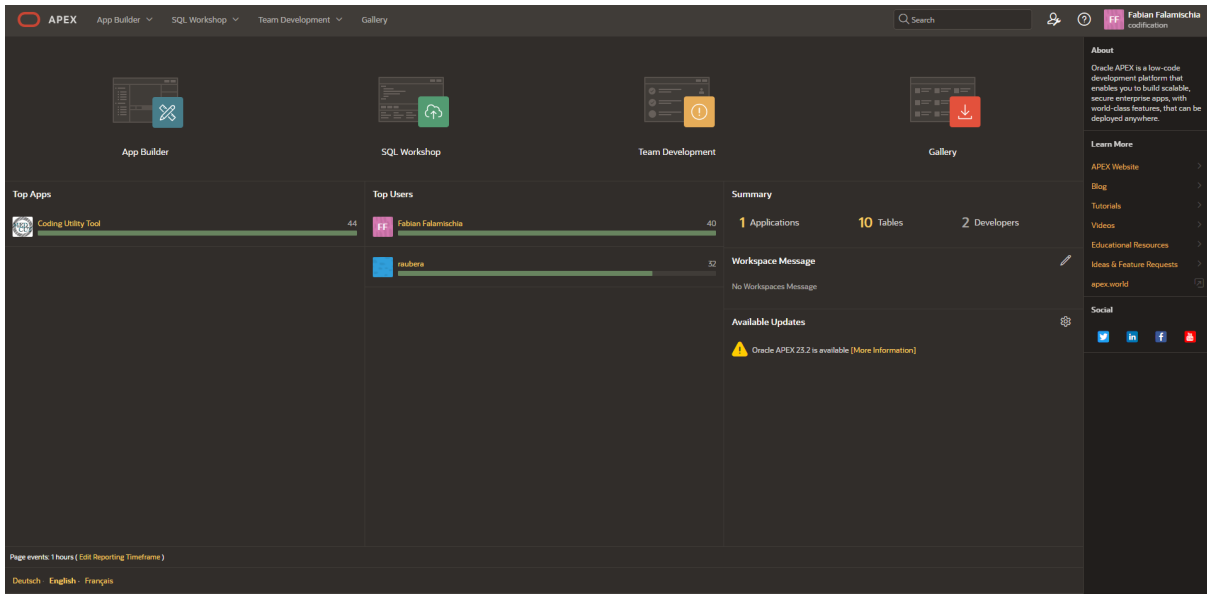 APEX App Builder SQL Workshop Team Development Gallery Search Fabian Falamischia
FF codification
App Builder
SQL Workshop
Team Development
Gallery
Top Apps
Coding Utility Tool 44
Top Users
FF Fabian Falamischia 40
raubera 32
Summary
1 Applications 10 Tables 2 Developers
Workspace Message
No Workspaces Message
Available Updates
Oracle APEX 23.2 is available [More Information]
About
Oracle APEX is a low-code
development platform that
enables you to build scalable,
secure enterprise apps, with
world-class features, that can be
deployed anywhere.
Learn More
APEX Website
Blog
Tutorials
Videos
Educational Resources
Ideas & Feature Requests
apex.world
Social
Page events: 1 hours ( Edit Reporting Timeframe )
Deutsch · English · Français